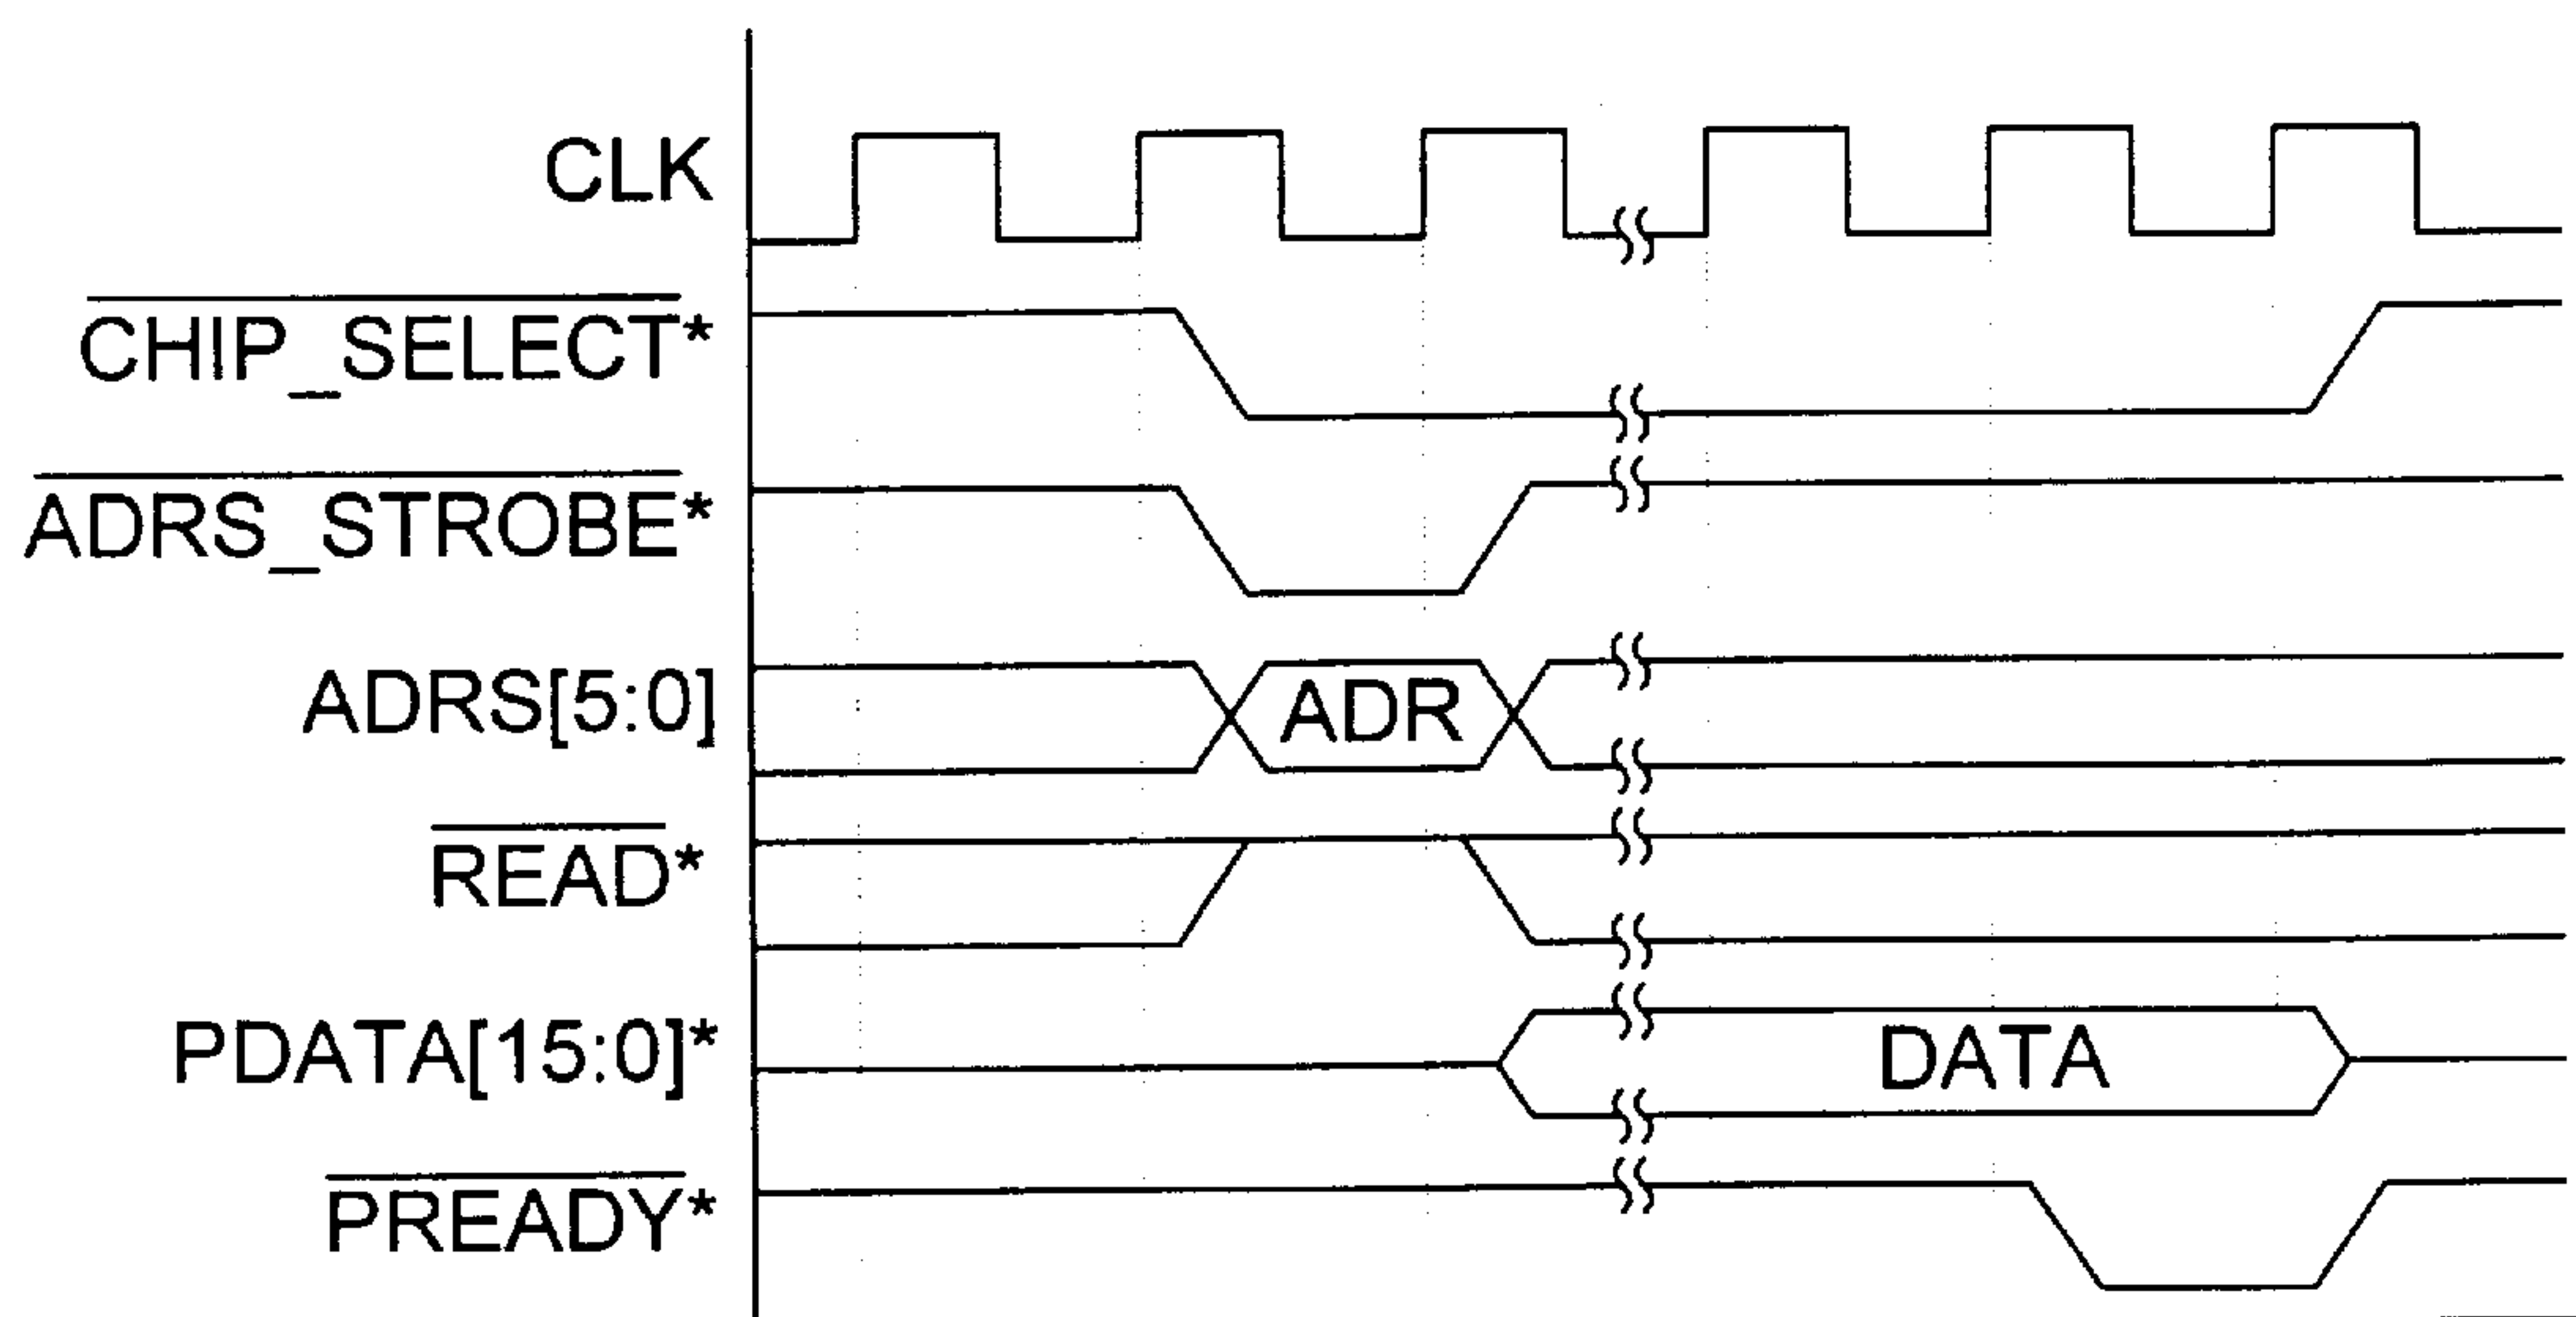 CLK
CHIP_SELECT*
ADRS_STROBE*
ADRS[5:0]
ADR
READ*
PDATA[15:0]*
DATA
PREADY*